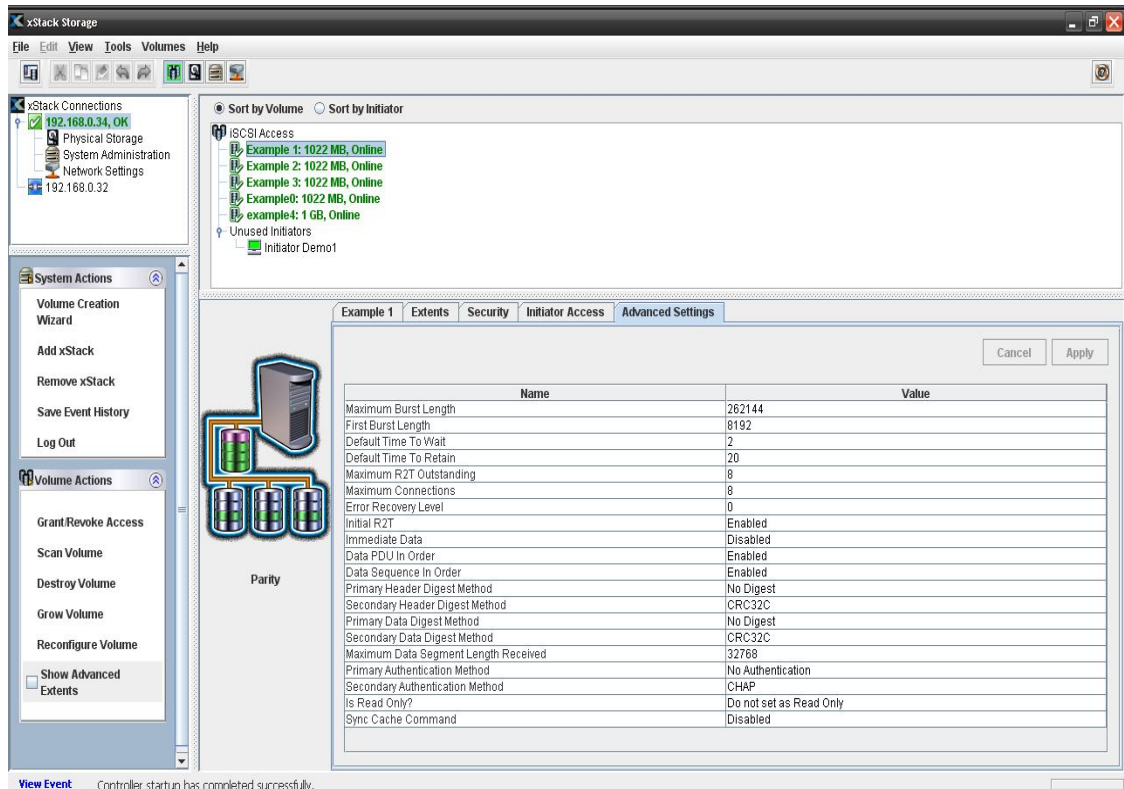 xStack Storage
File Edit View Tools Volumes Help
xStack Connections
192.168.0.34, OK
Physical Storage
System Administration
Network Settings
192.168.0.32
Sort by Volume Sort by Initiator
iSCSI Access
Example 1: 1022 MB, Online
Example 2: 1022 MB, Online
Example 3: 1022 MB, Online
Example0: 1022 MB, Online
example4: 1 GB, Online
Unused Initiators
Initiator Demo1
System Actions
Volume Creation
Wizard
Add xStack
Remove xStack
Save Event History
Log Out
Volume Actions
Grant/Revoke Access
Scan Volume
Destroy Volume
Grow Volume
Reconfigure Volume
Show Advanced
Extents
Parity
Example 1 Extents Security Initiator Access Advanced Settings
Cancel Apply
Name Value
Maximum Burst Length 262144
First Burst Length 8192
Default Time To Wait 2
Default Time To Retain 20
Maximum R2T Outstanding 8
Maximum Connections 8
Error Recovery Level 0
Initial R2T Enabled
Immediate Data Disabled
Data PDU In Order Enabled
Data Sequence In Order Enabled
Primary Header Digest Method No Digest
Secondary Header Digest Method CRC32C
Primary Data Digest Method No Digest
Secondary Data Digest Method CRC32C
Maximum Data Segment Length Received 32768
Primary Authentication Method No Authentication
Secondary Authentication Method CHAP
Is Read Only? Do not set as Read Only
Sync Cache Command Disabled
View Event Controller startup has completed successfully.